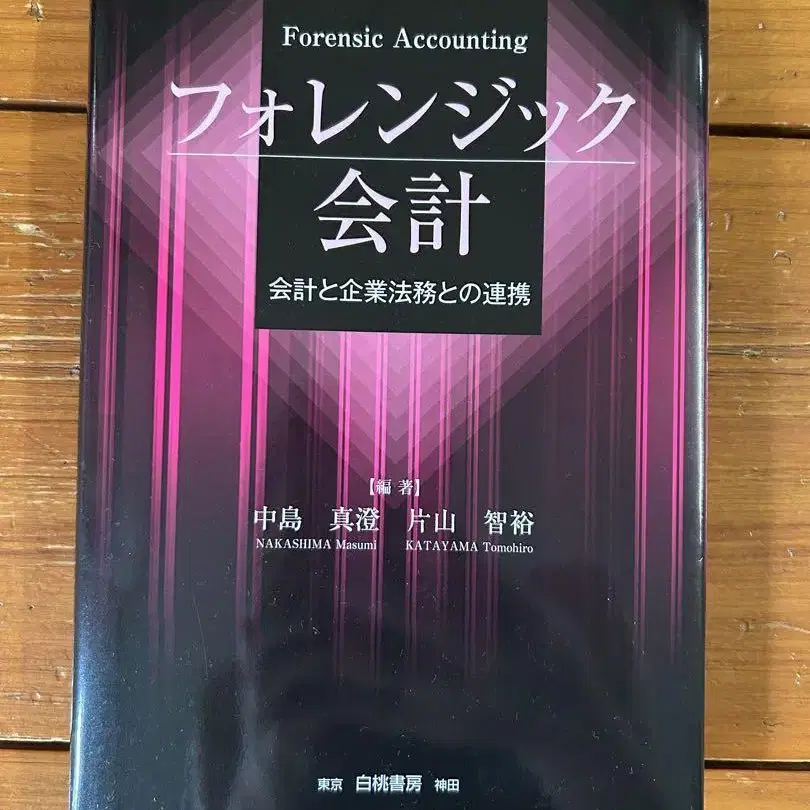 Forensic Accounting
フォレンジック
会計
会計と企業法務との連携
【編 著】
中島 真澄 片山 智裕
NAKASHIMA Masumi KATAYAMA Tomohiro
東京 白桃書房 神田